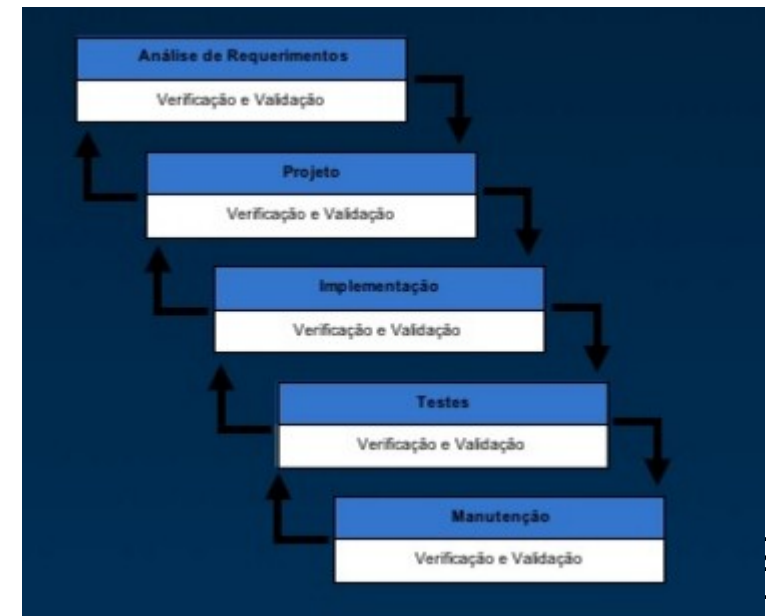 Análise de Requerimentos
Verificação e Validação
Projeto
Verificação e Validação
Implementação
Verificação e Validação
Testes
Verificação e Validação
Manutenção
Verificação e Validação